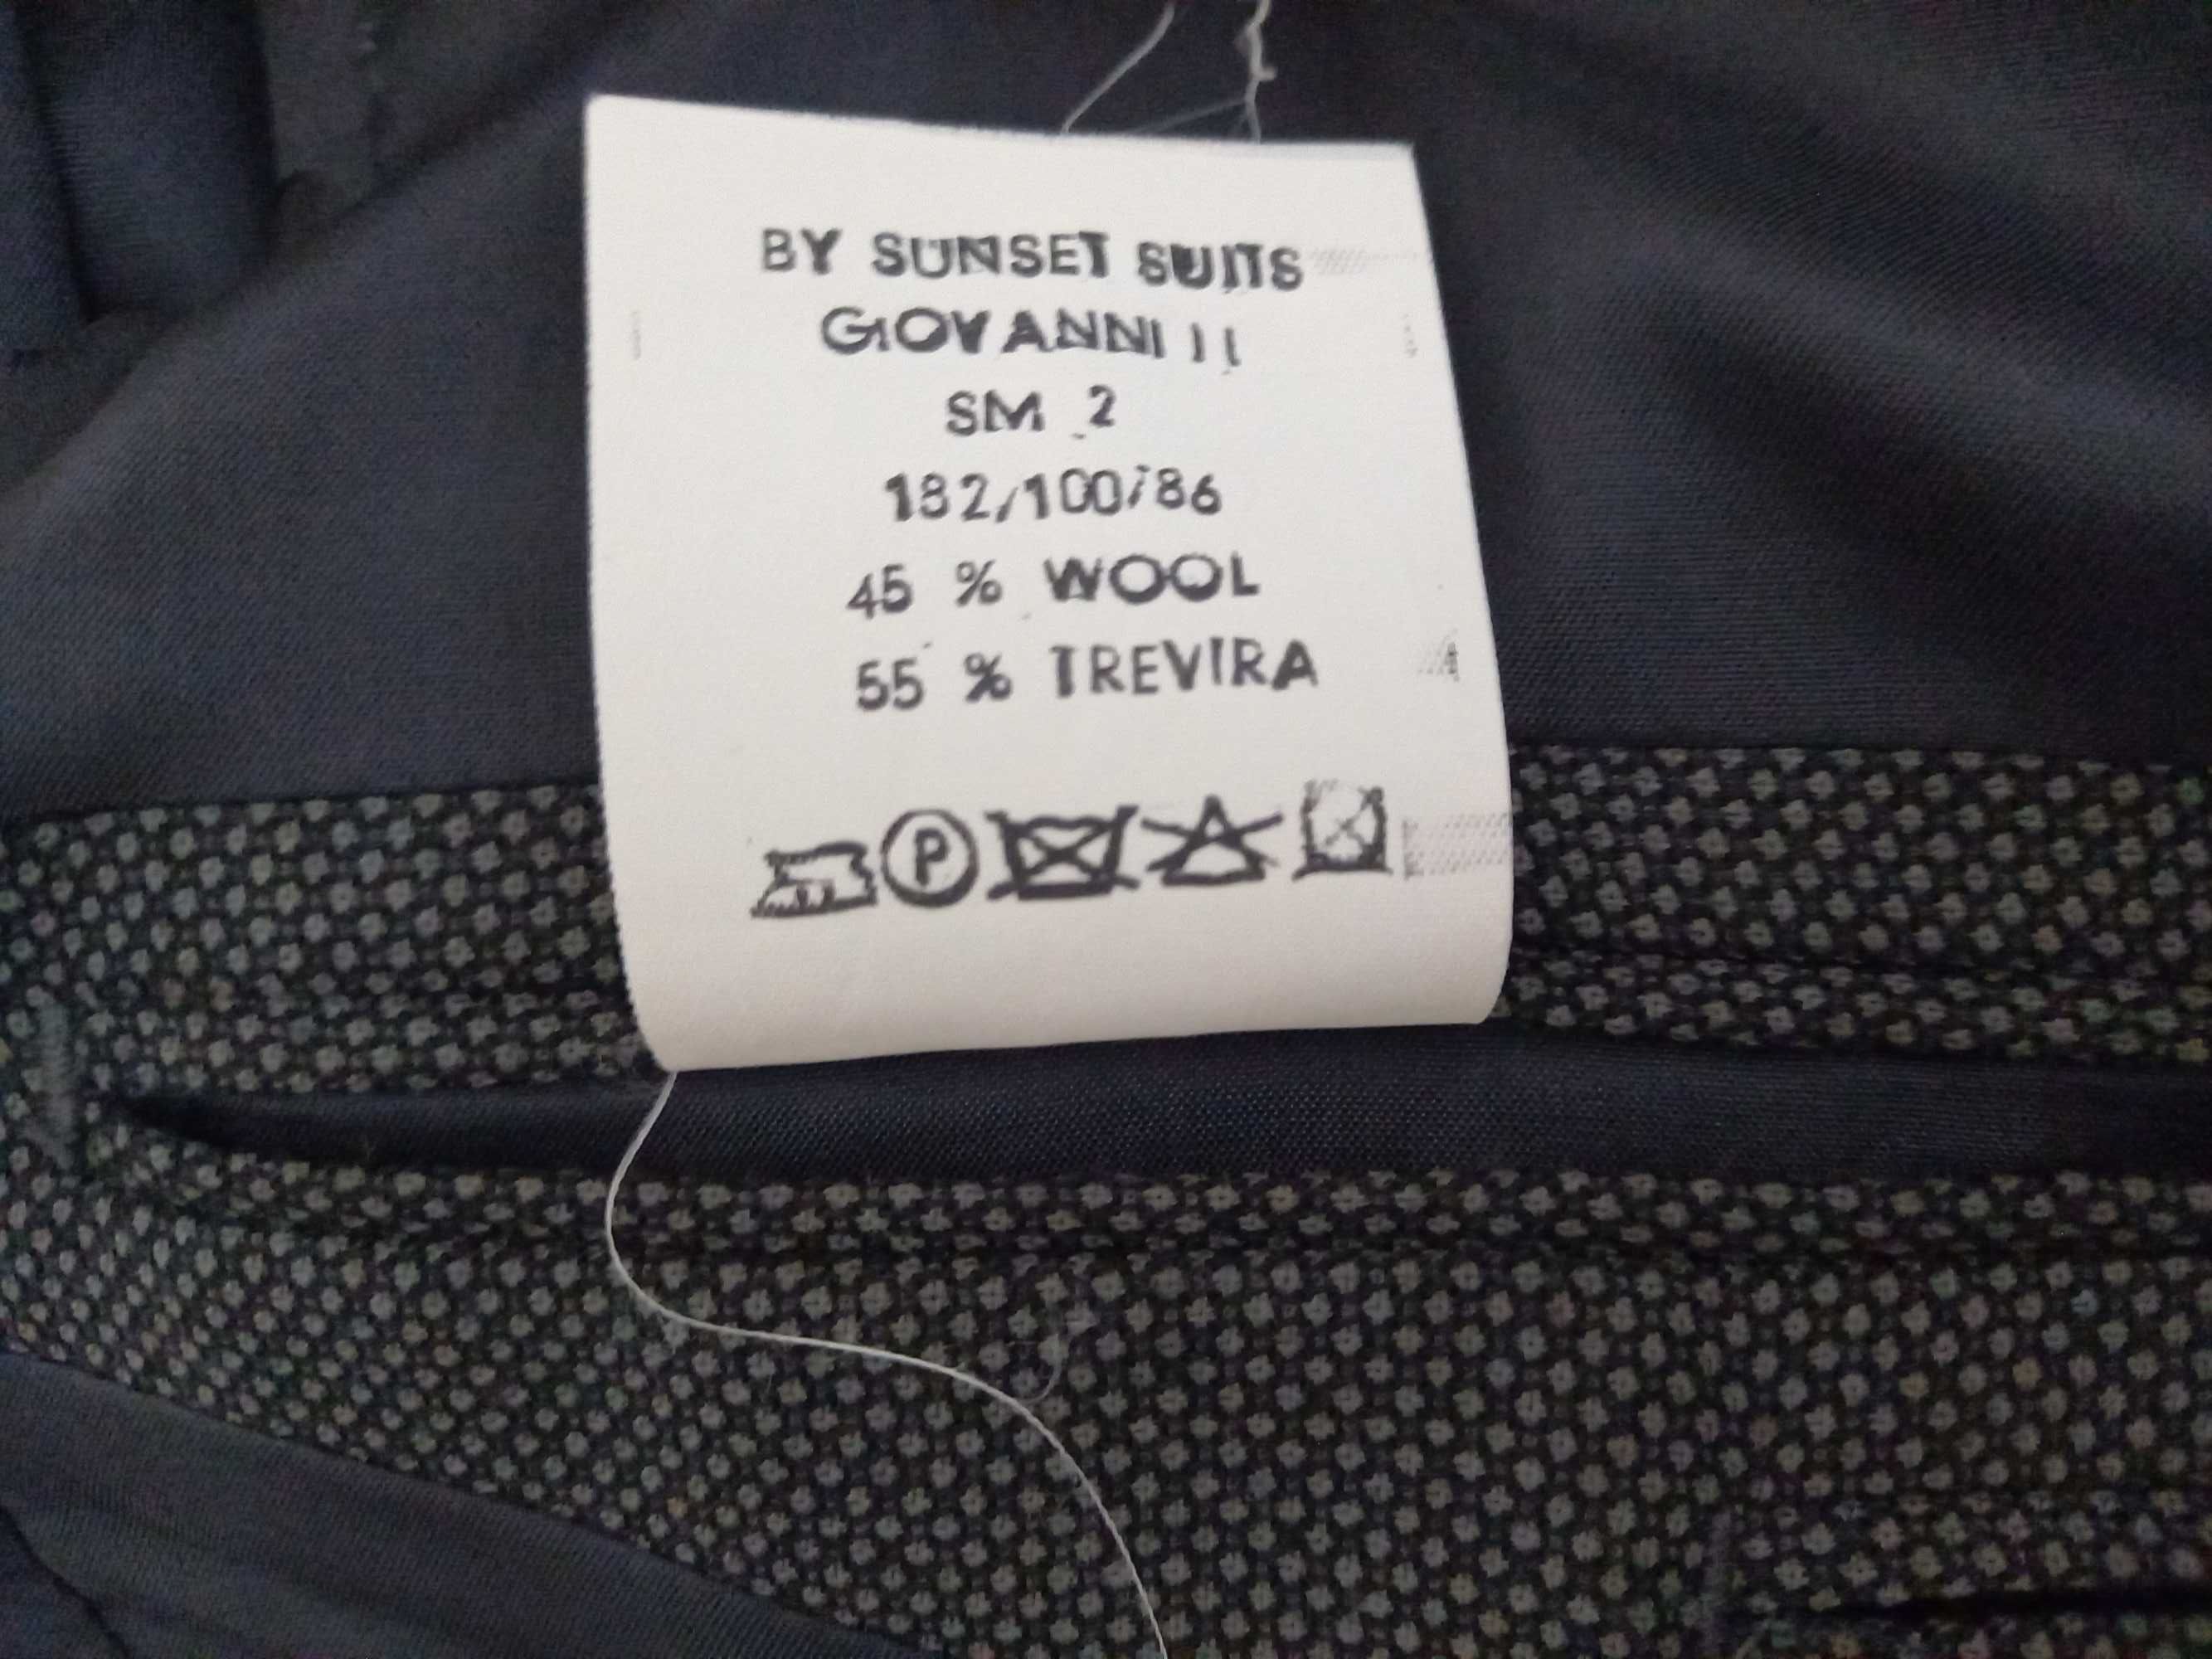 BY SUNSET SUITS
GIOVANNI II
SM 2
182/100/86
45 % WOOL
55 % TREVIRA
P